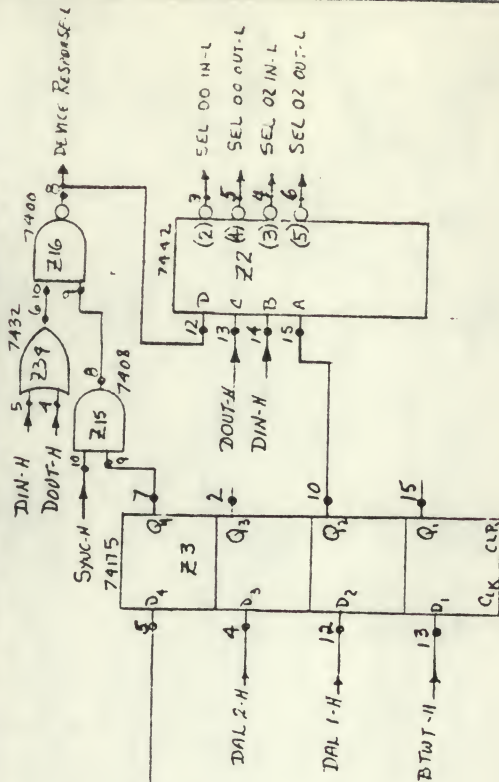 DEVICE RESPONSE-L
7400
Z16
8
10
9
6
7432
Z34
5
4
DIN-H
DOUT-H
7408
Z15
8
10
9
SYNC-H
SEL 00 IN-L
SEL 00 OUT-L
SEL 02 IN-L
SEL 02 OUT-L
3
5
4
6
(2)
(4)
(3)
(5)
7442
Z2
D
C
B
A
12
13
14
15
DOUT-H
DIN-H
7
2
10
15
74175
Z3
Q4
Q3
Q2
Q1
D4
D3
D2
D1
CLK
CLR
5
4
12
13
DAL 2-H
DAL 1-H
BTWT-H